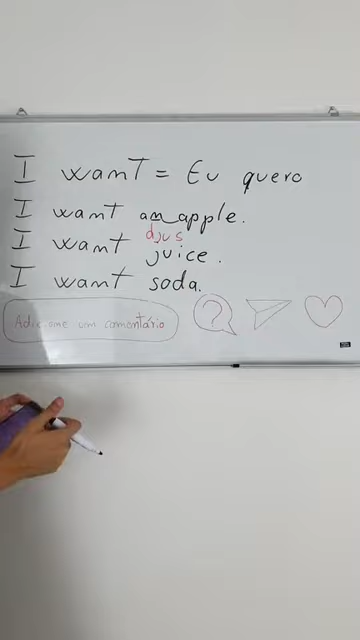 I want = Eu quero
I want an apple.
djus
I want juice.
I want soda.
Adicione um comentário
?